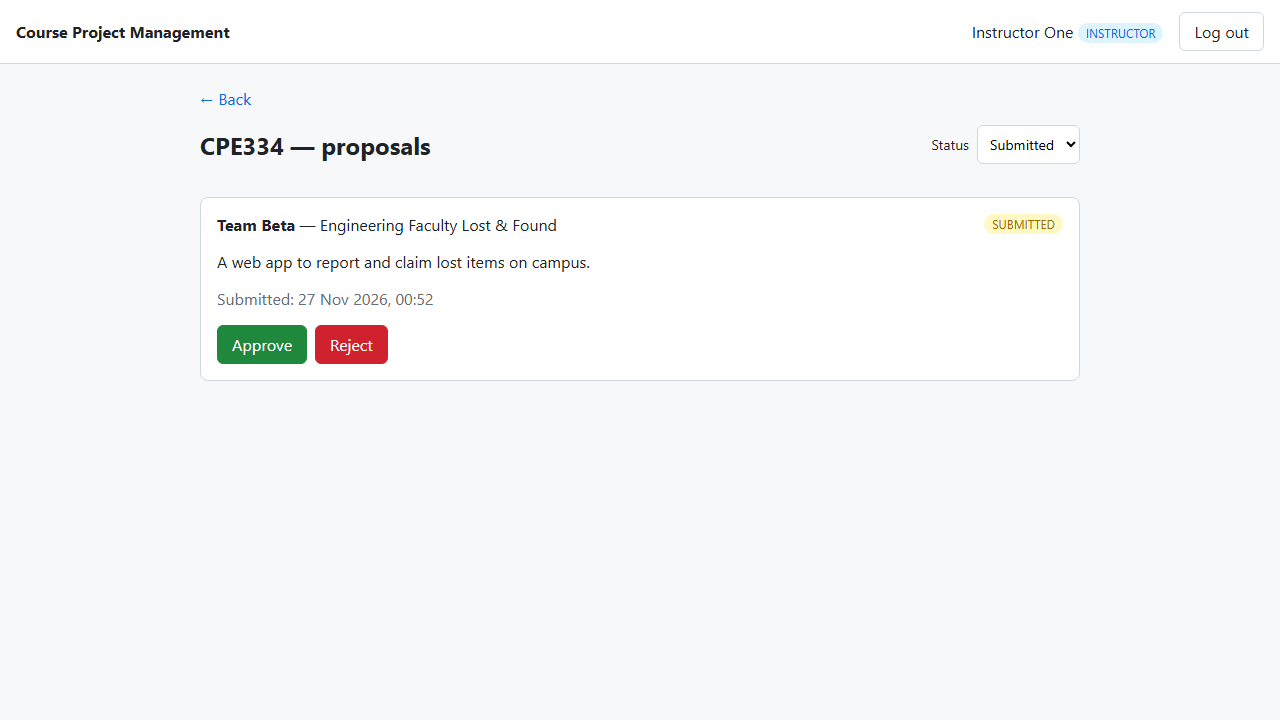 Course Project Management
Instructor One INSTRUCTOR Log out
← Back
CPE334 — proposals
Status Submitted
Team Beta — Engineering Faculty Lost & Found SUBMITTED
A web app to report and claim lost items on campus.
Submitted: 27 Nov 2026, 00:52
Approve Reject